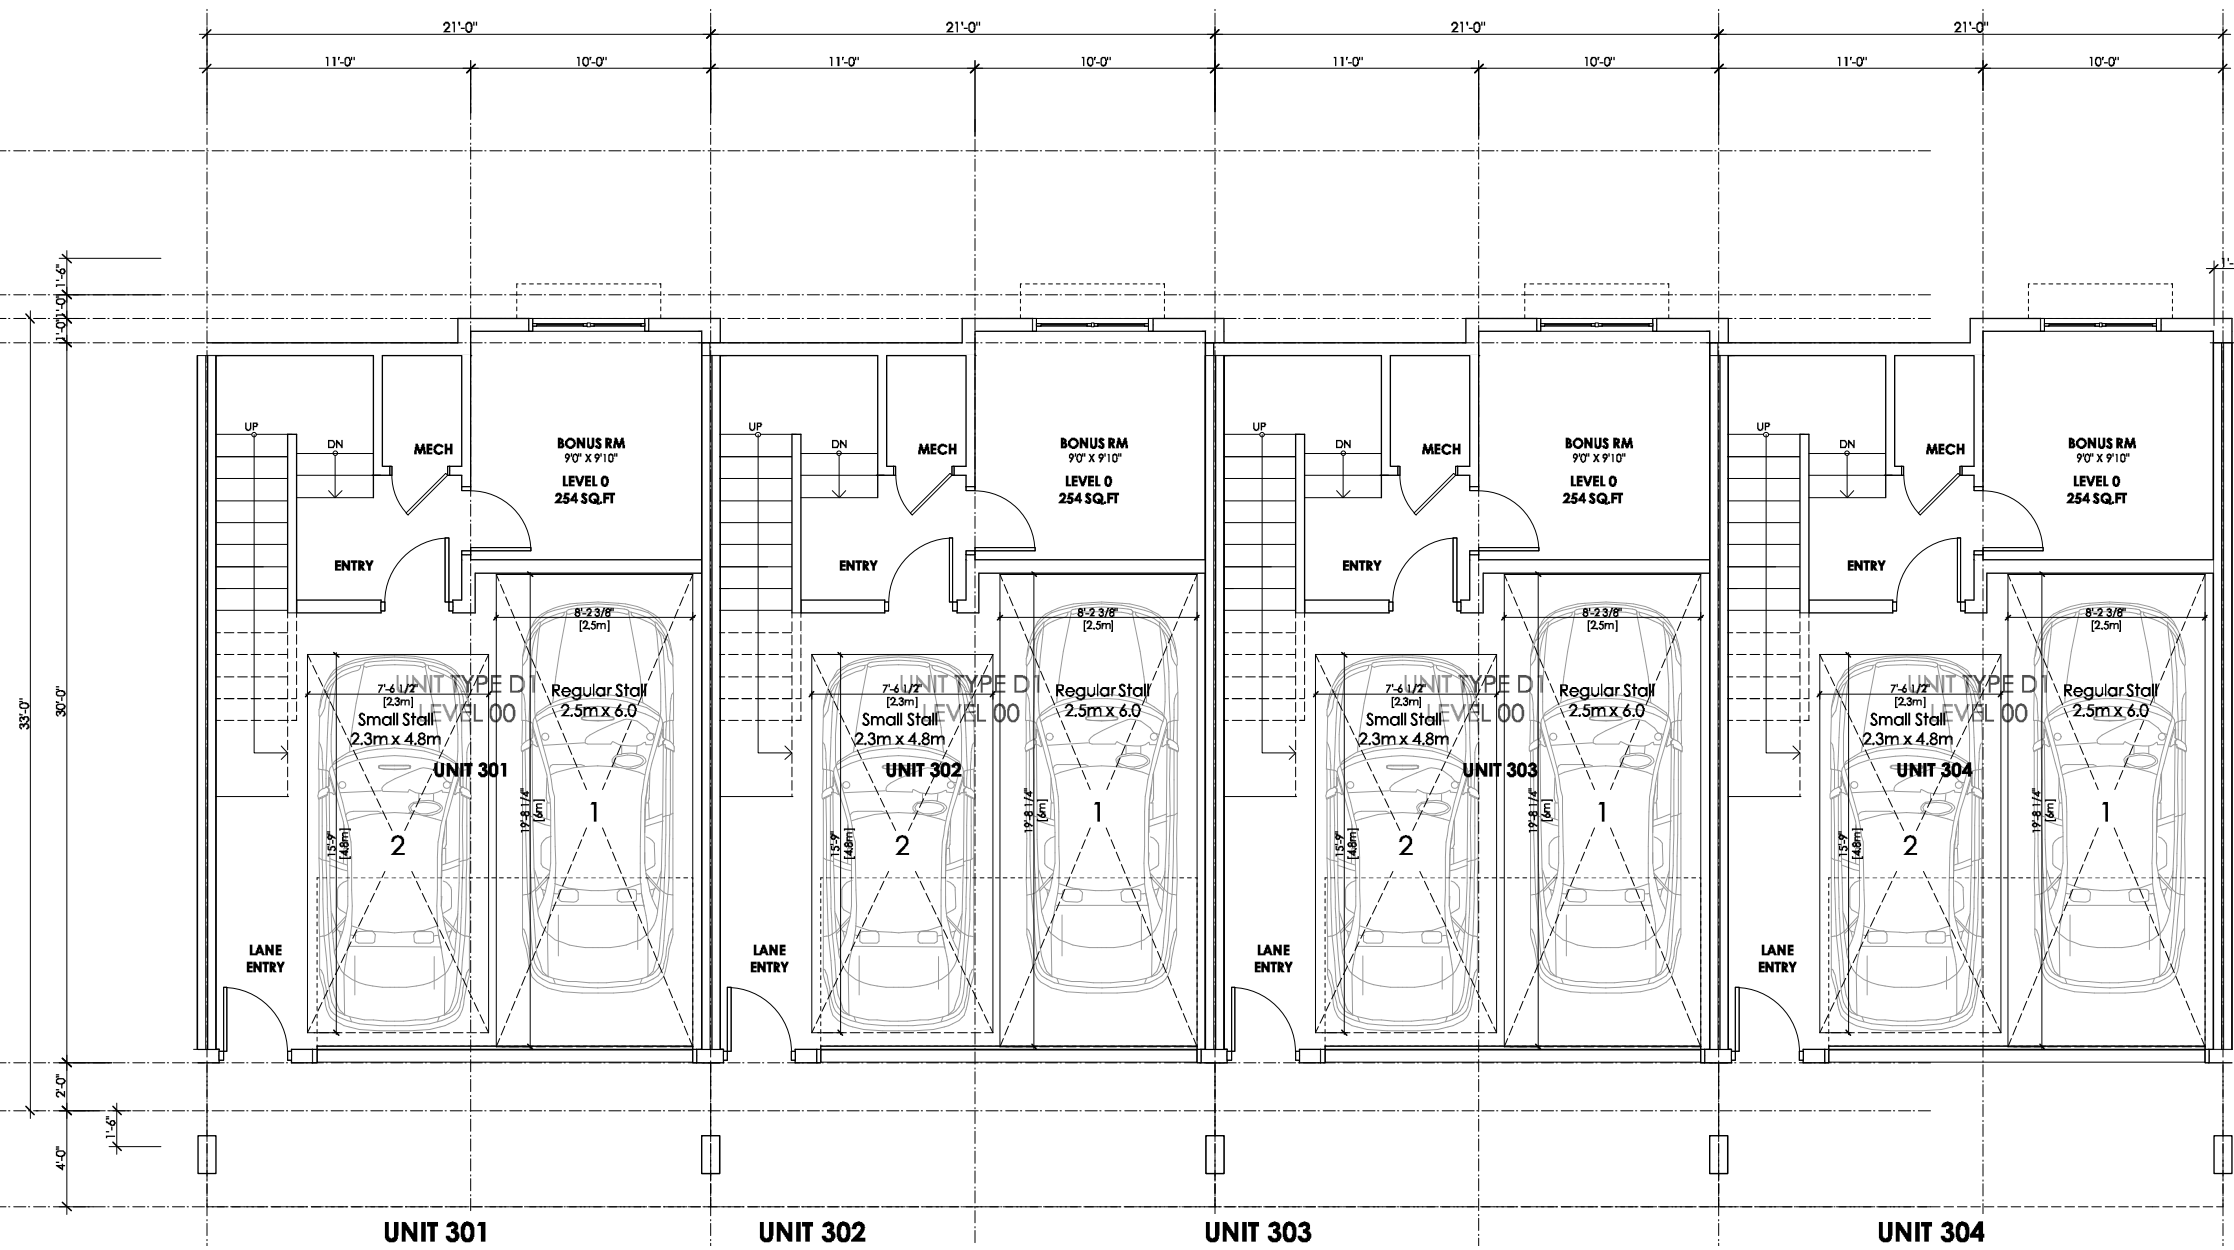 21'-0" 21'-0" 21'-0" 21'-0"
11'-0" 10'-0" 11'-0" 10'-0" 11'-0" 10'-0" 11'-0" 10'-0"
1'-6"
1'-0"
1'-0"
33'-0"
30'-0"
2'-0"
1'-6"
4'-0"
1'-
UP
DN
MECH
BONUS RM
9'0" X 9'10"
LEVEL 0
254 SQ.FT
ENTRY
8'-2 3/8"
[2.5m]
UNIT TYPE D1
LEVEL 00
7'-6 1/2"
[2.3m]
Small Stall
2.3m x 4.8m
Regular Stall
2.5m x 6.0
UNIT 301
19'-8 1/4"
[6m]
1
15'-9"
[4.8m]
2
LANE
ENTRY
UP
DN
MECH
BONUS RM
9'0" X 9'10"
LEVEL 0
254 SQ.FT
ENTRY
8'-2 3/8"
[2.5m]
UNIT TYPE D1
LEVEL 00
7'-6 1/2"
[2.3m]
Small Stall
2.3m x 4.8m
Regular Stall
2.5m x 6.0
UNIT 302
19'-8 1/4"
[6m]
1
15'-9"
[4.8m]
2
LANE
ENTRY
UP
DN
MECH
BONUS RM
9'0" X 9'10"
LEVEL 0
254 SQ.FT
ENTRY
8'-2 3/8"
[2.5m]
UNIT TYPE D1
LEVEL 00
7'-6 1/2"
[2.3m]
Small Stall
2.3m x 4.8m
Regular Stall
2.5m x 6.0
UNIT 303
19'-8 1/4"
[6m]
1
15'-9"
[4.8m]
2
LANE
ENTRY
UP
DN
MECH
BONUS RM
9'0" X 9'10"
LEVEL 0
254 SQ.FT
ENTRY
8'-2 3/8"
[2.5m]
UNIT TYPE D1
LEVEL 00
7'-6 1/2"
[2.3m]
Small Stall
2.3m x 4.8m
Regular Stall
2.5m x 6.0
UNIT 304
19'-8 1/4"
[6m]
1
15'-9"
[4.8m]
2
LANE
ENTRY
UNIT 301 UNIT 302 UNIT 303 UNIT 304